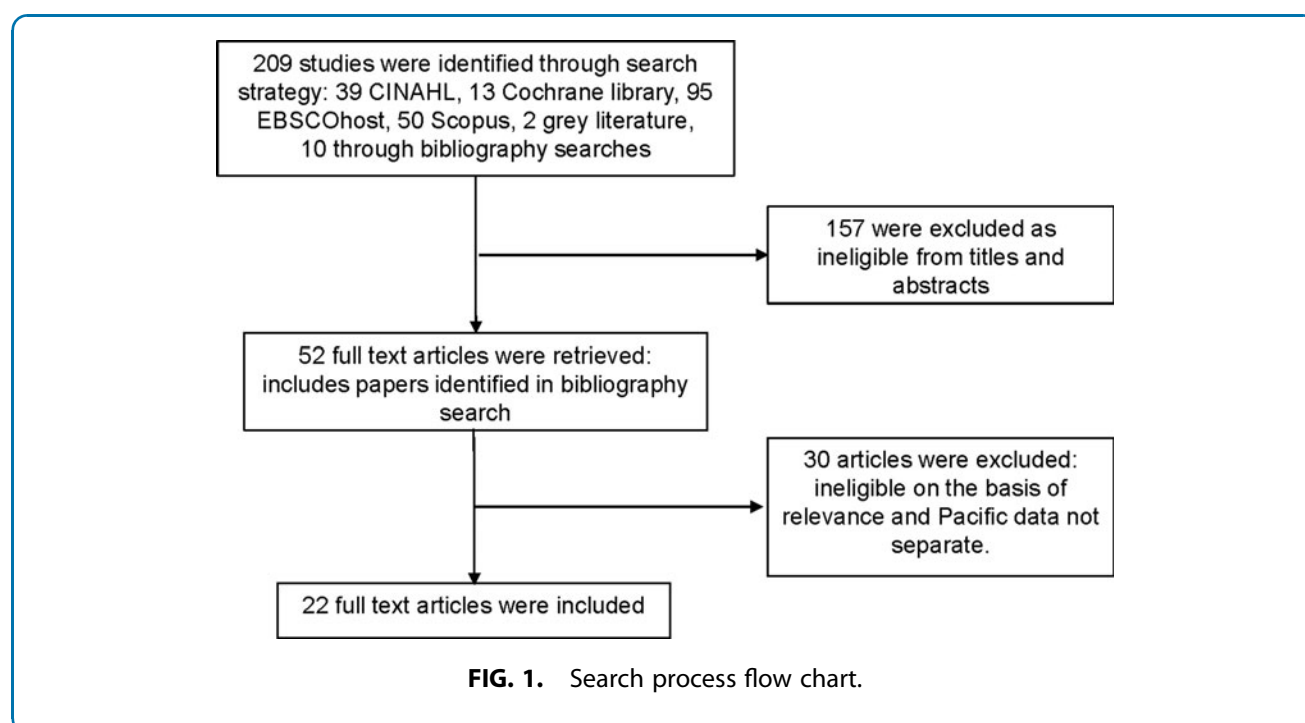 209 studies were identified through search
strategy: 39 CINAHL, 13 Cochrane library, 95
EBSCOhost, 50 Scopus, 2 grey literature,
10 through bibliography searches
157 were excluded as
ineligible from titles and
abstracts
52 full text articles were retrieved:
includes papers identified in bibliography
search
30 articles were excluded:
ineligible on the basis of
relevance and Pacific data not
separate.
22 full text articles were included
FIG. 1. Search process flow chart.